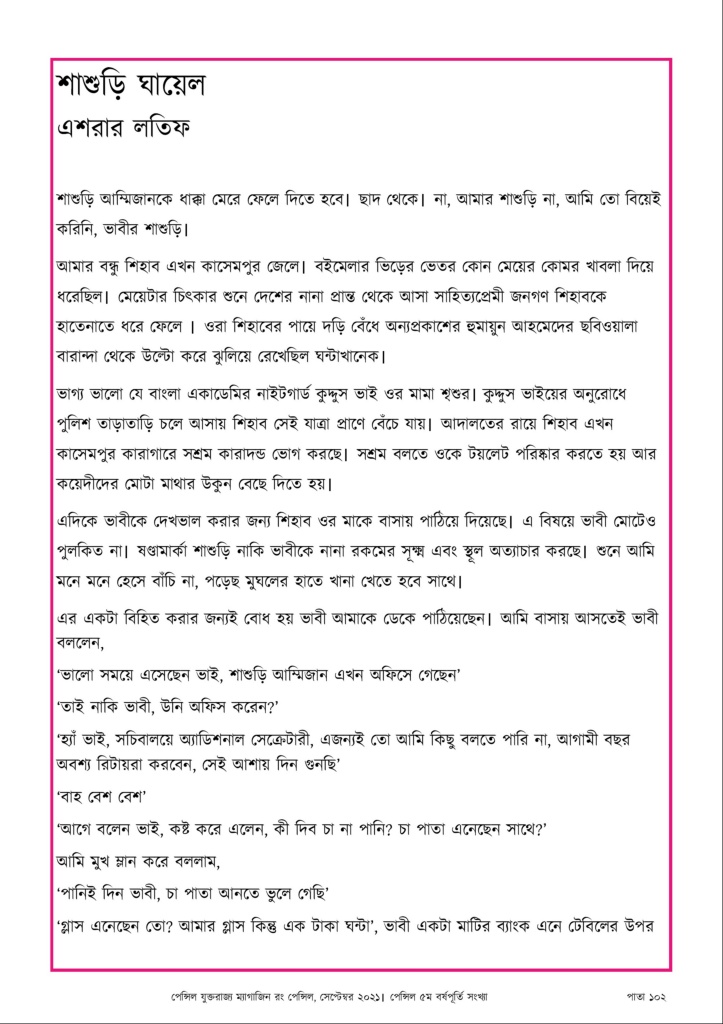 শাশুড়ি ঘায়েল
এশরার লতিফ
শাশুড়ি আম্মিজানকে ধাক্কা মেরে ফেলে দিতে হবে। ছাদ থেকে। না, আমার শাশুড়ি না, আমি তো বিয়েই
করিনি, ভাবীর শাশুড়ি।
আমার বন্ধু শিহাব এখন কাসেমপুর জেলে। বইমেলার ভিড়ের ভেতর কোন মেয়ের কোমর খাবলা দিয়ে
ধরেছিল। মেয়েটার চিৎকার শুনে দেশের নানা প্রান্ত থেকে আসা সাহিত্যপ্রেমী জনগণ শিহাবকে
হাতেনাতে ধরে ফেলে । ওরা শিহাবের পায়ে দড়ি বেঁধে অন্যপ্রকাশের হুমায়ুন আহমেদের ছবিওয়ালা
বারান্দা থেকে উল্টো করে ঝুলিয়ে রেখেছিল ঘন্টাখানেক।
ভাগ্য ভালো যে বাংলা একাডেমির নাইটগার্ড কুদ্দুস ভাই ওর মামা শ্বশুর। কুদ্দুস ভাইয়ের অনুরোধে
পুলিশ তাড়াতাড়ি চলে আসায় শিহাব সেই যাত্রা প্রাণে বেঁচে যায়। আদালতের রায়ে শিহাব এখন
কাসেমপুর কারাগারে সশ্রম কারাদন্ড ভোগ করছে। সশ্রম বলতে ওকে টয়লেট পরিষ্কার করতে হয় আর
কয়েদীদের মোটা মাথার উকুন বেছে দিতে হয়।
এদিকে ভাবীকে দেখভাল করার জন্য শিহাব ওর মাকে বাসায় পাঠিয়ে দিয়েছে। এ বিষয়ে ভাবী মোটেও
পুলকিত না। ষণ্ডামার্কা শাশুড়ি নাকি ভাবীকে নানা রকমের সূক্ষ্ম এবং স্থূল অত্যাচার করছে। শুনে আমি
মনে মনে হেসে বাঁচি না, পড়েছ মুঘলের হাতে খানা খেতে হবে সাথে।
এর একটা বিহিত করার জন্যই বোধ হয় ভাবী আমাকে ডেকে পাঠিয়েছেন। আমি বাসায় আসতেই ভাবী
বললেন,
‘ভালো সময়ে এসেছেন ভাই, শাশুড়ি আম্মিজান এখন অফিসে গেছেন’
‘তাই নাকি ভাবী, উনি অফিস করেন?’
‘হ্যাঁ ভাই, সচিবালয়ে অ্যাডিশনাল সেক্রেটারী, এজন্যই তো আমি কিছু বলতে পারি না, আগামী বছর
অবশ্য রিটায়রা করবেন, সেই আশায় দিন গুনছি’
‘বাহ বেশ বেশ’
‘আগে বলেন ভাই, কষ্ট করে এলেন, কী দিব চা না পানি? চা পাতা এনেছেন সাথে?’
আমি মুখ ম্লান করে বললাম,
‘পানিই দিন ভাবী, চা পাতা আনতে ভুলে গেছি’
‘গ্লাস এনেছেন তো? আমার গ্লাস কিন্তু এক টাকা ঘন্টা’, ভাবী একটা মাটির ব্যাংক এনে টেবিলের উপর
পেন্সিল যুক্তরাজ্য ম্যাগাজিন রং পেন্সিল, সেপ্টেম্বর ২০২১। পেন্সিল ৫ম বর্ষপূর্তি সংখ্যা
পাতা ১০২